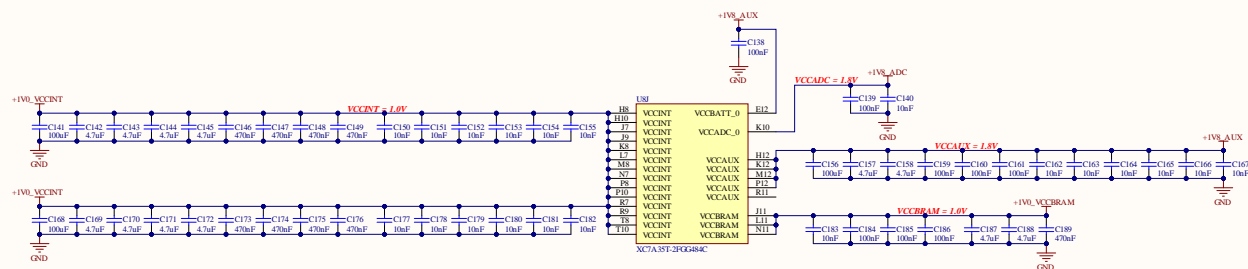 +1V8_AUX
C138
100nF
GND
VCCADC = 1.8V
+1V8_ADC
C139
100nF
C140
10nF
GND
+1V0_VCCINT
VCCINT = 1.0V
C141
100uF
C142
4.7uF
C143
4.7uF
C144
4.7uF
C145
4.7uF
C146
470nF
C147
470nF
C148
470nF
C149
470nF
C150
10nF
C151
10nF
C152
10nF
C153
10nF
C154
10nF
C155
10nF
GND
+1V0_VCCINT
C168
100uF
C169
4.7uF
C170
4.7uF
C171
4.7uF
C172
4.7uF
C173
470nF
C174
470nF
C175
470nF
C176
470nF
C177
10nF
C178
10nF
C179
10nF
C180
10nF
C181
10nF
C182
10nF
GND
U8J
H8 VCCINT
H10 VCCINT
J7 VCCINT
J9 VCCINT
K8 VCCINT
L7 VCCINT
M8 VCCINT
N7 VCCINT
P8 VCCINT
P10 VCCINT
R7 VCCINT
R9 VCCINT
T8 VCCINT
T10 VCCINT
VCCBATT_0 E12
VCCADC_0 K10
VCCAUX H12
VCCAUX K12
VCCAUX M12
VCCAUX P12
VCCAUX R11
VCCBRAM J11
VCCBRAM L11
VCCBRAM N11
XC7A35T-2FGG484C
VCCAUX = 1.8V
+1V8_AUX
C156
100uF
C157
4.7uF
C158
4.7uF
C159
100nF
C160
100nF
C161
100nF
C162
10nF
C163
10nF
C164
10nF
C165
10nF
C166
10nF
C167
10nF
GND
VCCBRAM = 1.0V
+1V0_VCCBRAM
C183
10nF
C184
100nF
C185
100nF
C186
100nF
C187
4.7uF
C188
4.7uF
C189
470nF
GND